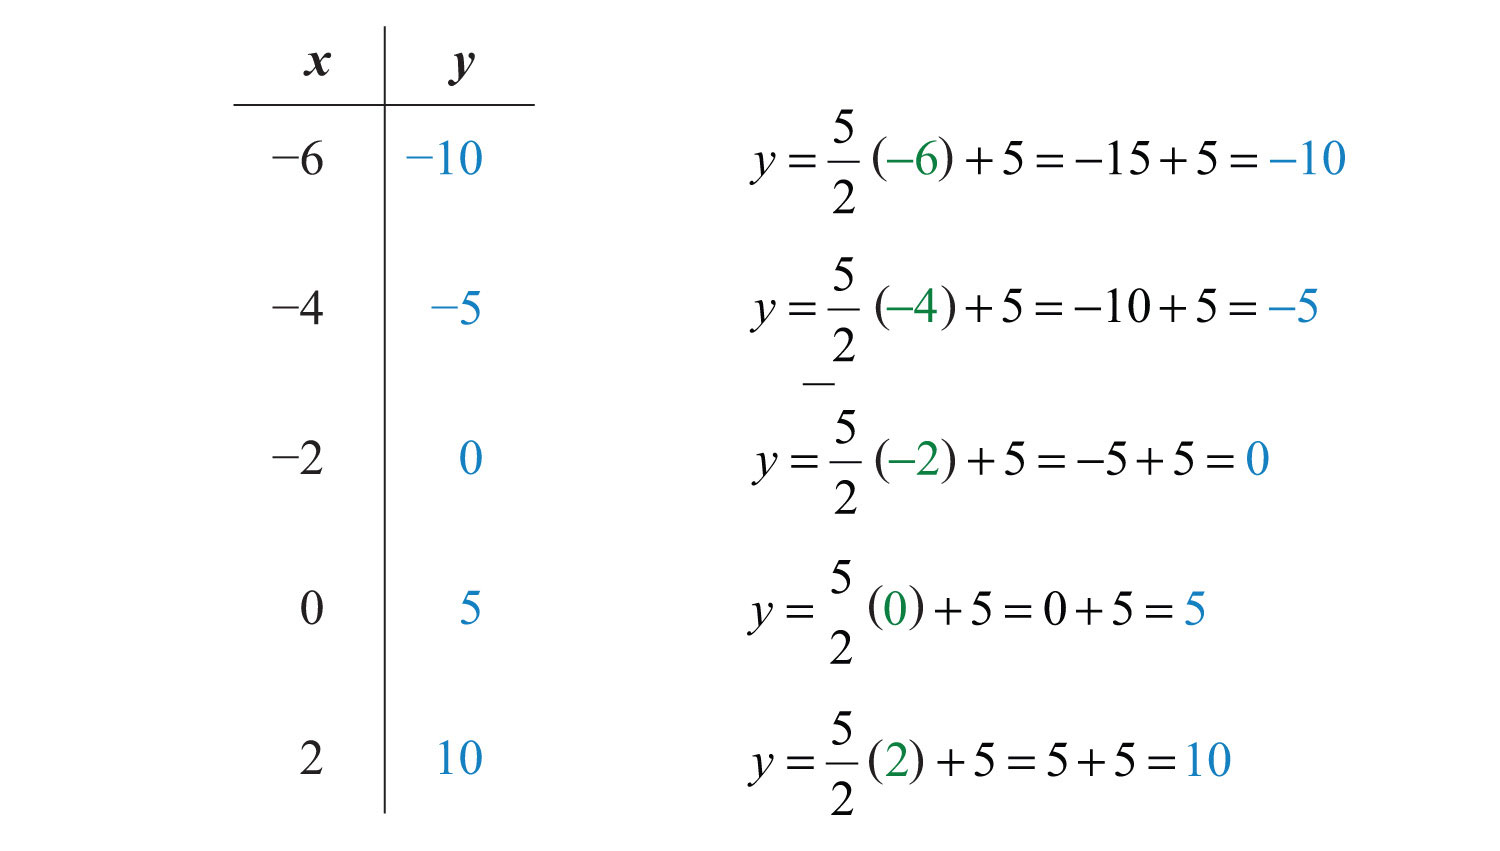 x y
−6 −10 y = 5/2 (−6) + 5 = −15 + 5 = −10
−4 −5 y = 5/2 (−4) + 5 = −10 + 5 = −5
−
−2 0 y = 5/2 (−2) + 5 = −5 + 5 = 0
0 5 y = 5 2 (0) + 5 = 0 + 5 = 5
2 10 y = 5/2 (2) + 5 = 5 + 5 = 10